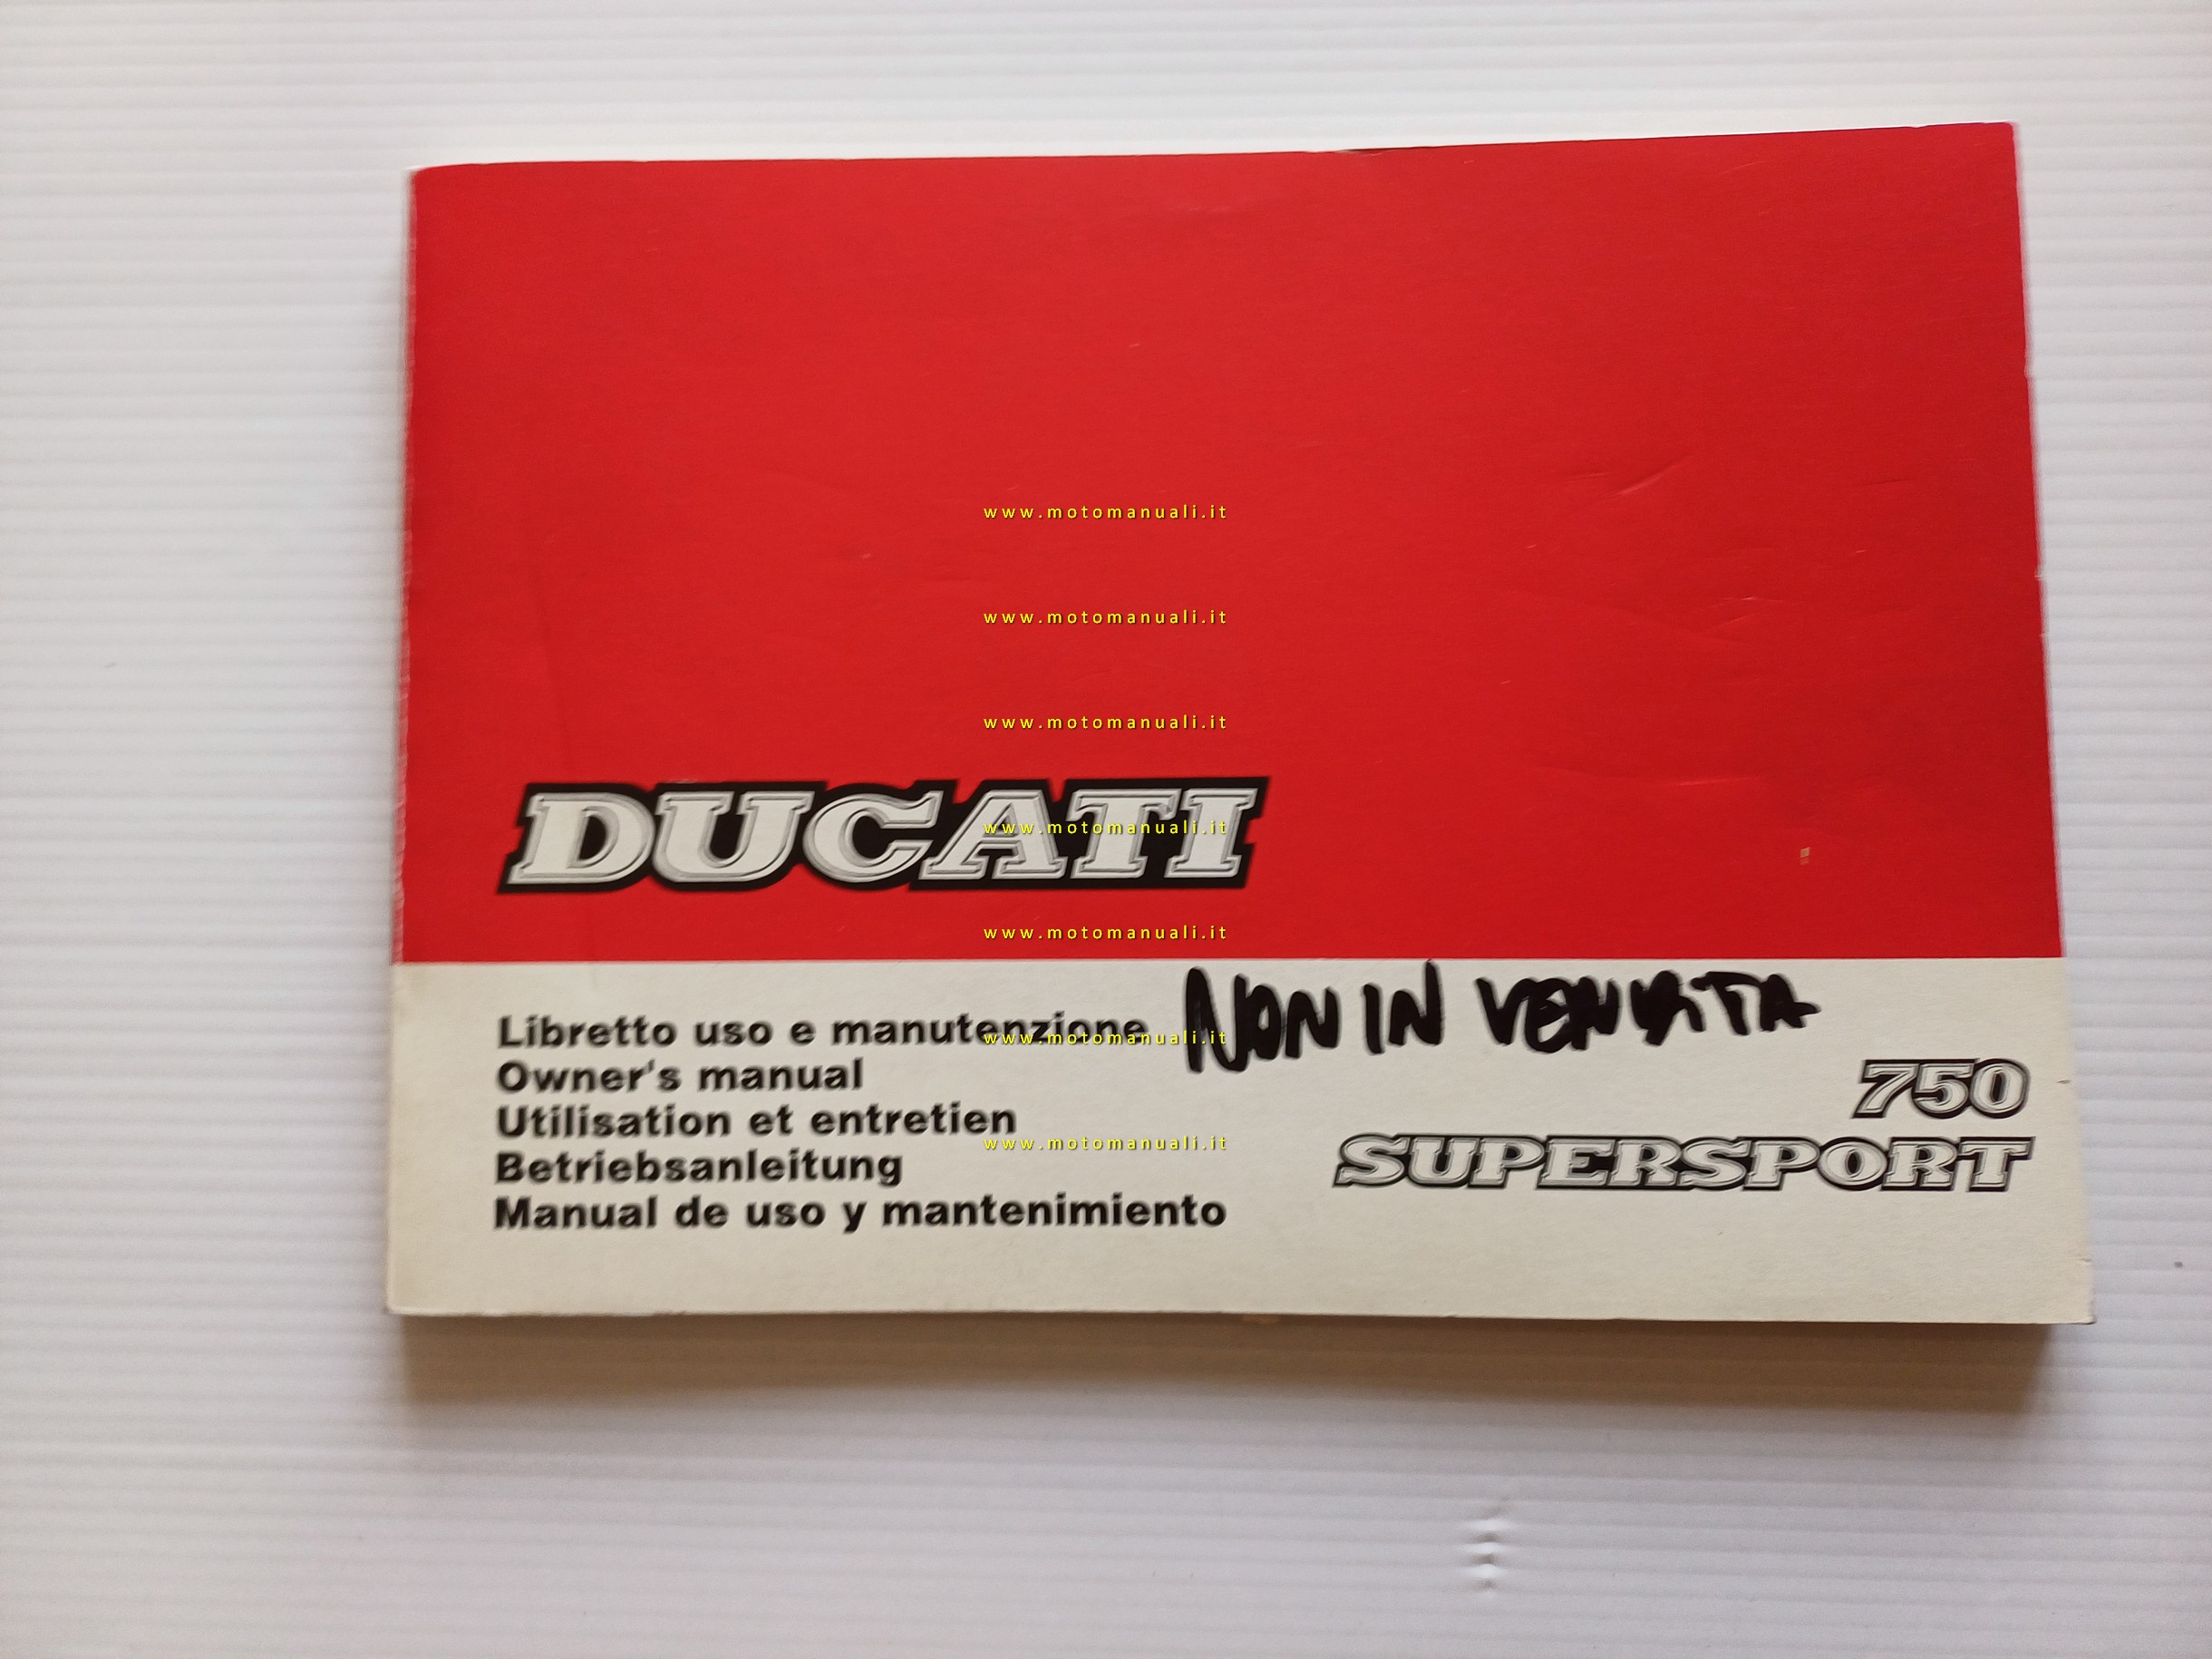 www.motomanuali.it
www.motomanuali.it
www.motomanuali.it
DUCATI
www.motomanuali.it
www.motomanuali.it
NON IN VENDITA
Libretto uso e manutenzione
www.motomanuali.it
Owner's manual
Utilisation et entretien
www.motomanuali.it
Betriebsanleitung
Manual de uso y mantenimiento
750
SUPERSPORT